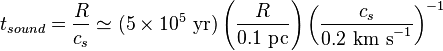 t_{sound} = \frac{R}{c_s} \simeq (5 \times 10^5 \text{ yr}) \left( \frac{R}{0.1 \text{ pc}} \right) \left( \frac{c_s}{0.2 \text{ km s}^{-1}} \right)^{-1}